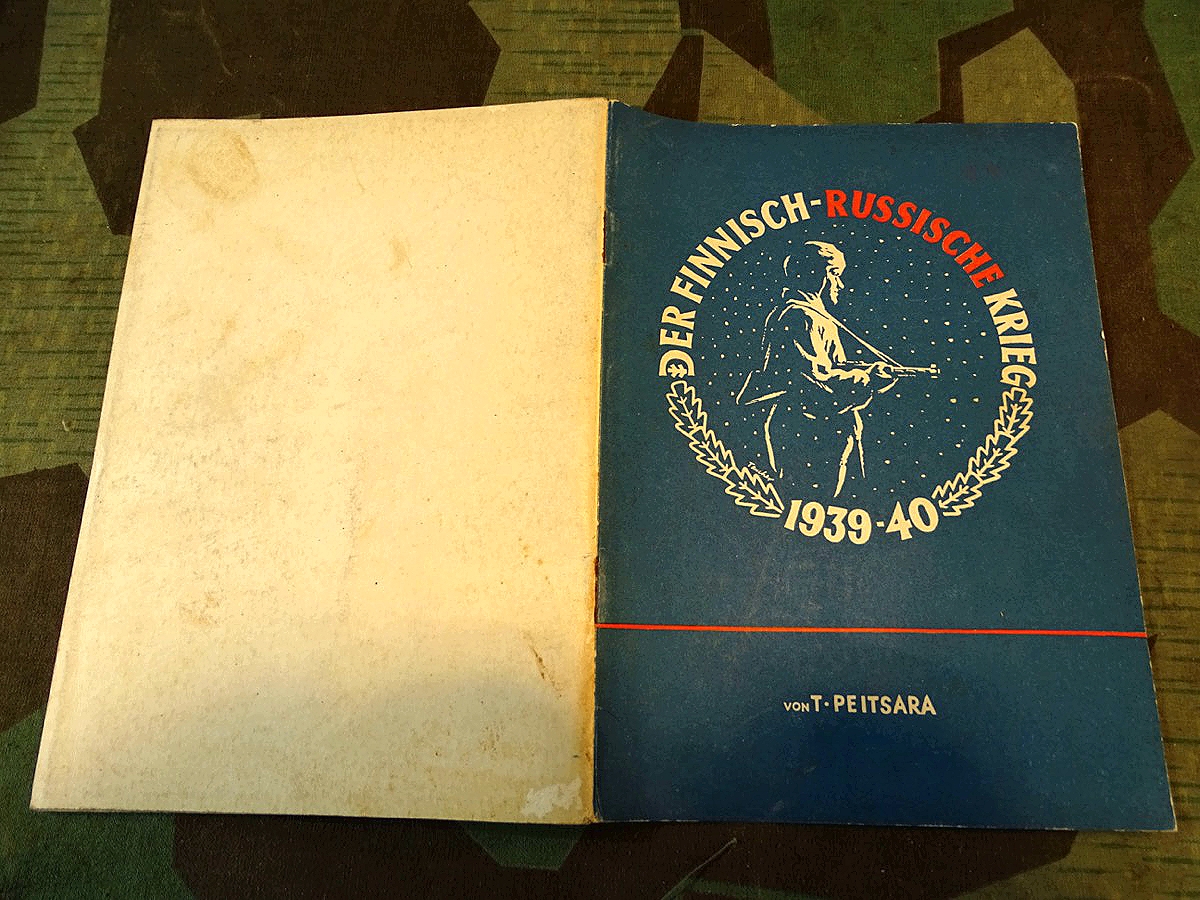 DER FINNISCH-RUSSISCHE KRIEG
1939-40
VON T. PEITSARA